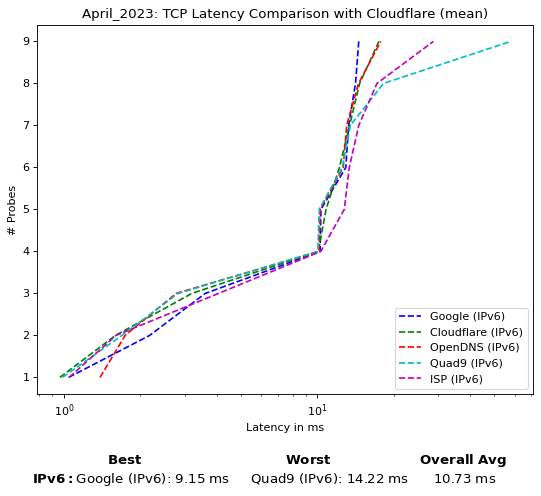 April_2023: TCP Latency Comparison with Cloudflare (mean)
9
8
7
6
5
4
3
2
1
# Probes
Google (IPv6)
Cloudflare (IPv6)
OpenDNS (IPv6)
Quad9 (IPv6)
ISP (IPv6)
10⁰ 10¹
Latency in ms
Best Worst Overall Avg
IPv6: Google (IPv6): 9.15 ms Quad9 (IPv6): 14.22 ms 10.73 ms